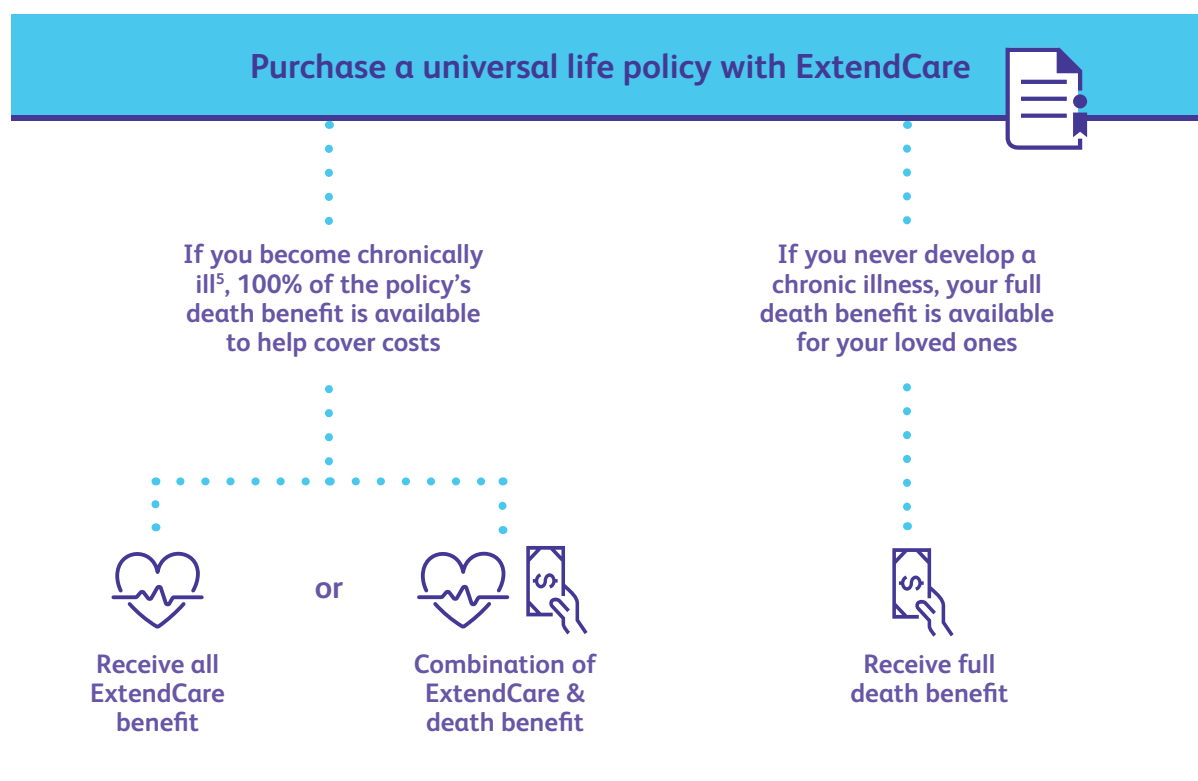 Purchase a universal life policy with ExtendCare
If you become chronically
ill⁵, 100% of the policy’s
death benefit is available
to help cover costs
If you never develop a
chronic illness, your full
death benefit is available
for your loved ones
or
$
$
Receive all
ExtendCare
benefit
Combination of
ExtendCare &
death benefit
Receive full
death benefit